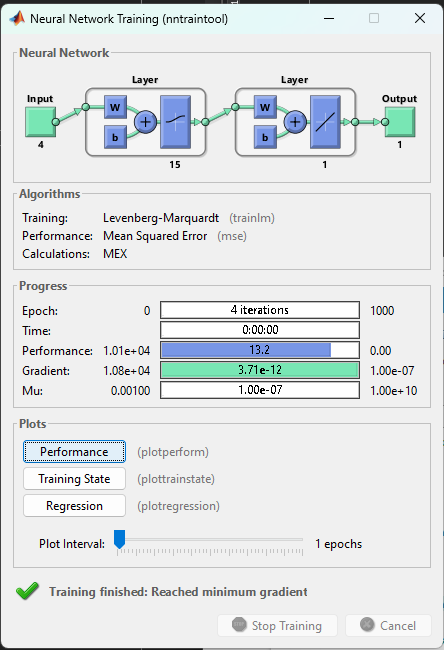 Neural Network Training (nntraintool)
Neural Network
Layer Layer
Input W b + W b + Output
4 15 1 1
Algorithms
Training: Levenberg-Marquardt (trainlm)
Performance: Mean Squared Error (mse)
Calculations: MEX
Progress
Epoch: 0 4 iterations 1000
Time: 0:00:00
Performance: 1.01e+04 13.2 0.00
Gradient: 1.08e+04 3.71e-12 1.00e-07
Mu: 0.00100 1.00e-07 1.00e+10
Plots
Performance (plotperform)
Training State (plottrainstate)
Regression (plotregression)
Plot Interval: 1 epochs
Training finished: Reached minimum gradient
Stop Training Cancel